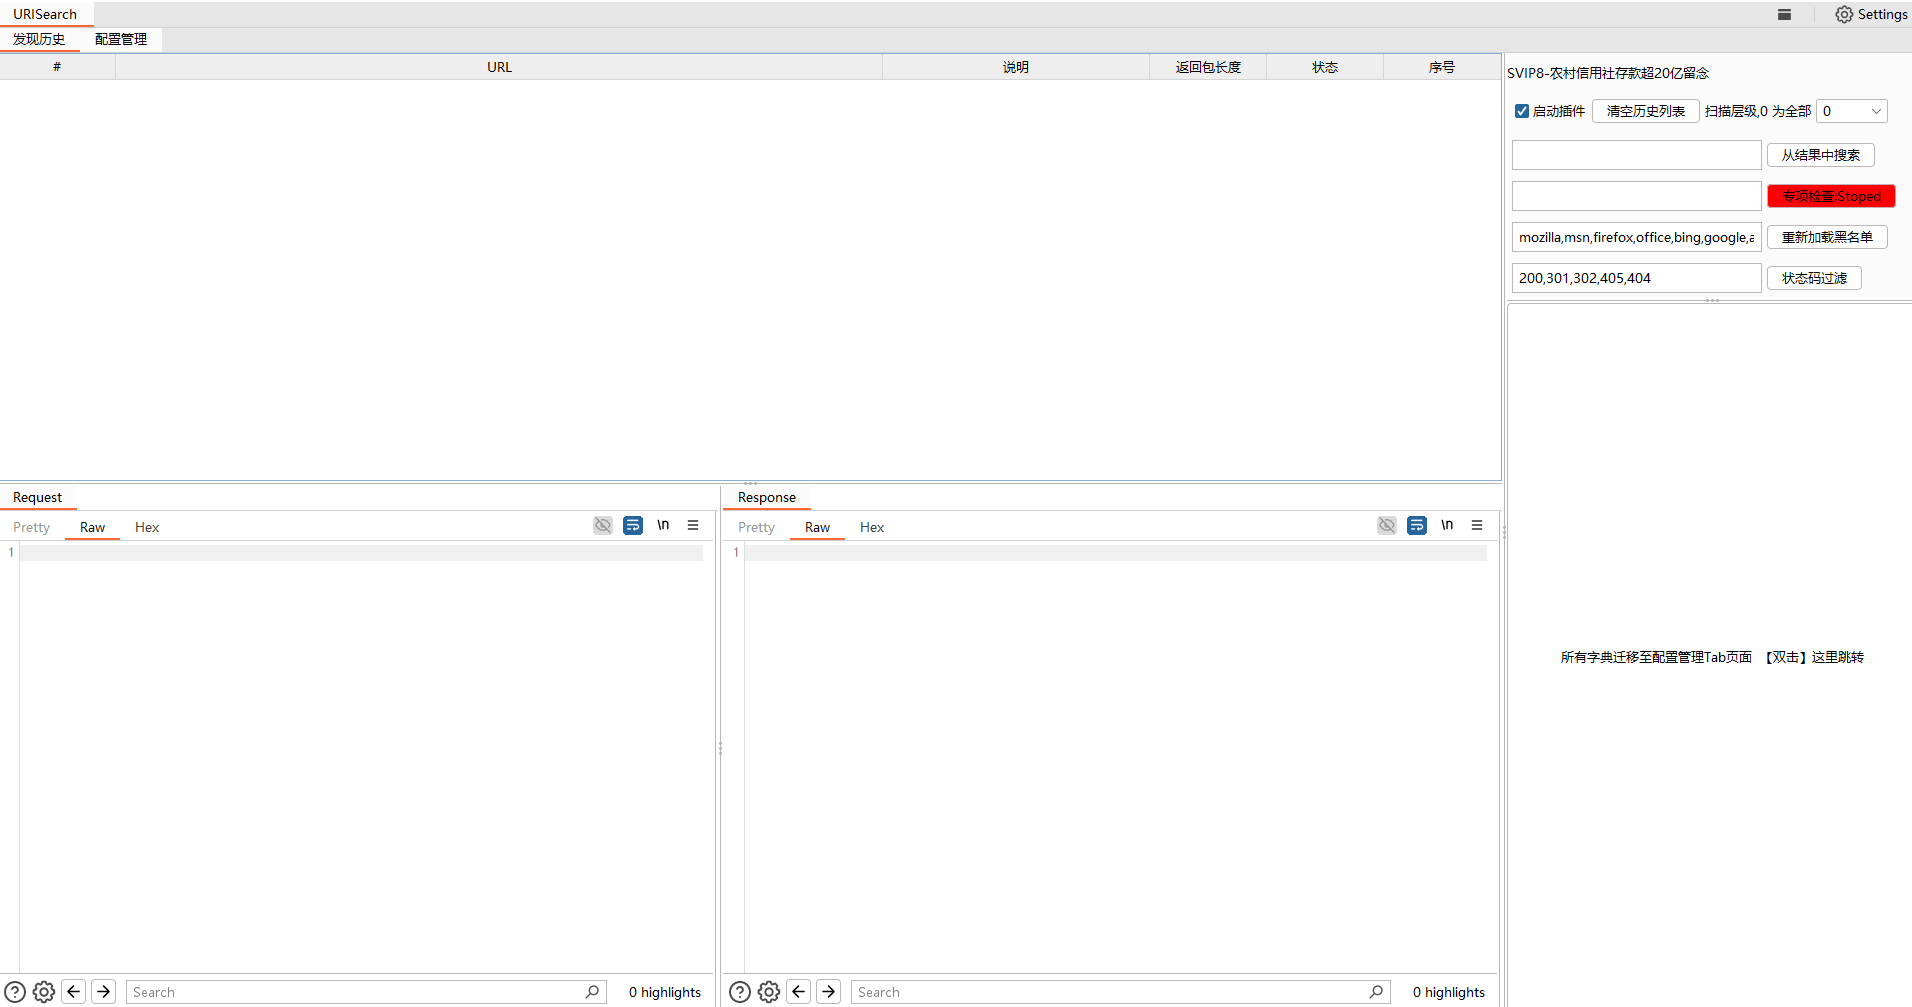 URISearch
Settings
发现历史 配置管理
# URL 说明 返回包长度 状态 序号
SVIP8-农村信用社存款超20亿留念
启动插件 清空历史列表 扫描层级,0 为全部 0
从结果中搜索
专项检查:Stoped
mozilla,msn,firefox,office,bing,google,a 重新加载黑名单
200,301,302,405,404 状态码过滤
所有字典迁移至配置管理Tab页面 【双击】这里跳转
Request
Pretty Raw Hex \n
1
Search 0 highlights
Response
Pretty Raw Hex \n
1
Search 0 highlights